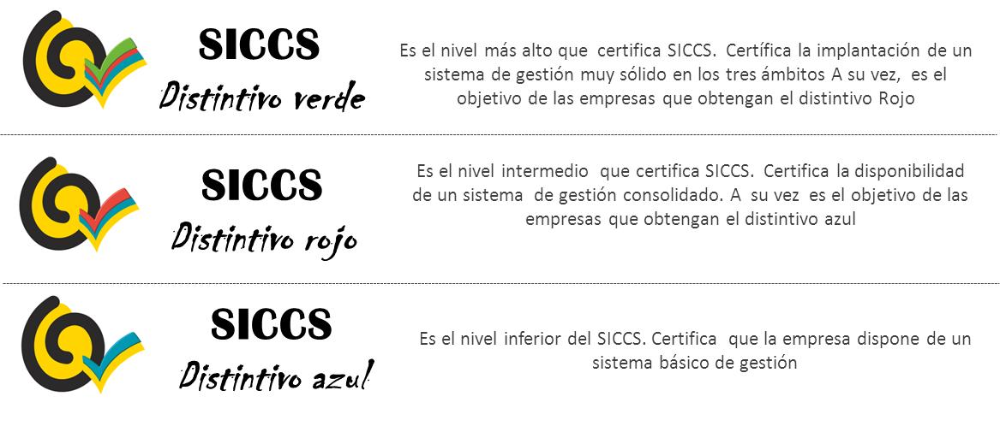 SICCS
Distintivo verde
Es el nivel más alto que certifica SICCS. Certífica la implantación de un
sistema de gestión muy sólido en los tres ámbitos A su vez, es el
objetivo de las empresas que obtengan el distintivo Rojo
SICCS
Distintivo rojo
Es el nivel intermedio que certifica SICCS. Certifica la disponibilidad
de un sistema de gestión consolidado. A su vez es el objetivo de las
empresas que obtengan el distintivo azul
SICCS
Distintivo azul
Es el nivel inferior del SICCS. Certifica que la empresa dispone de un
sistema básico de gestión